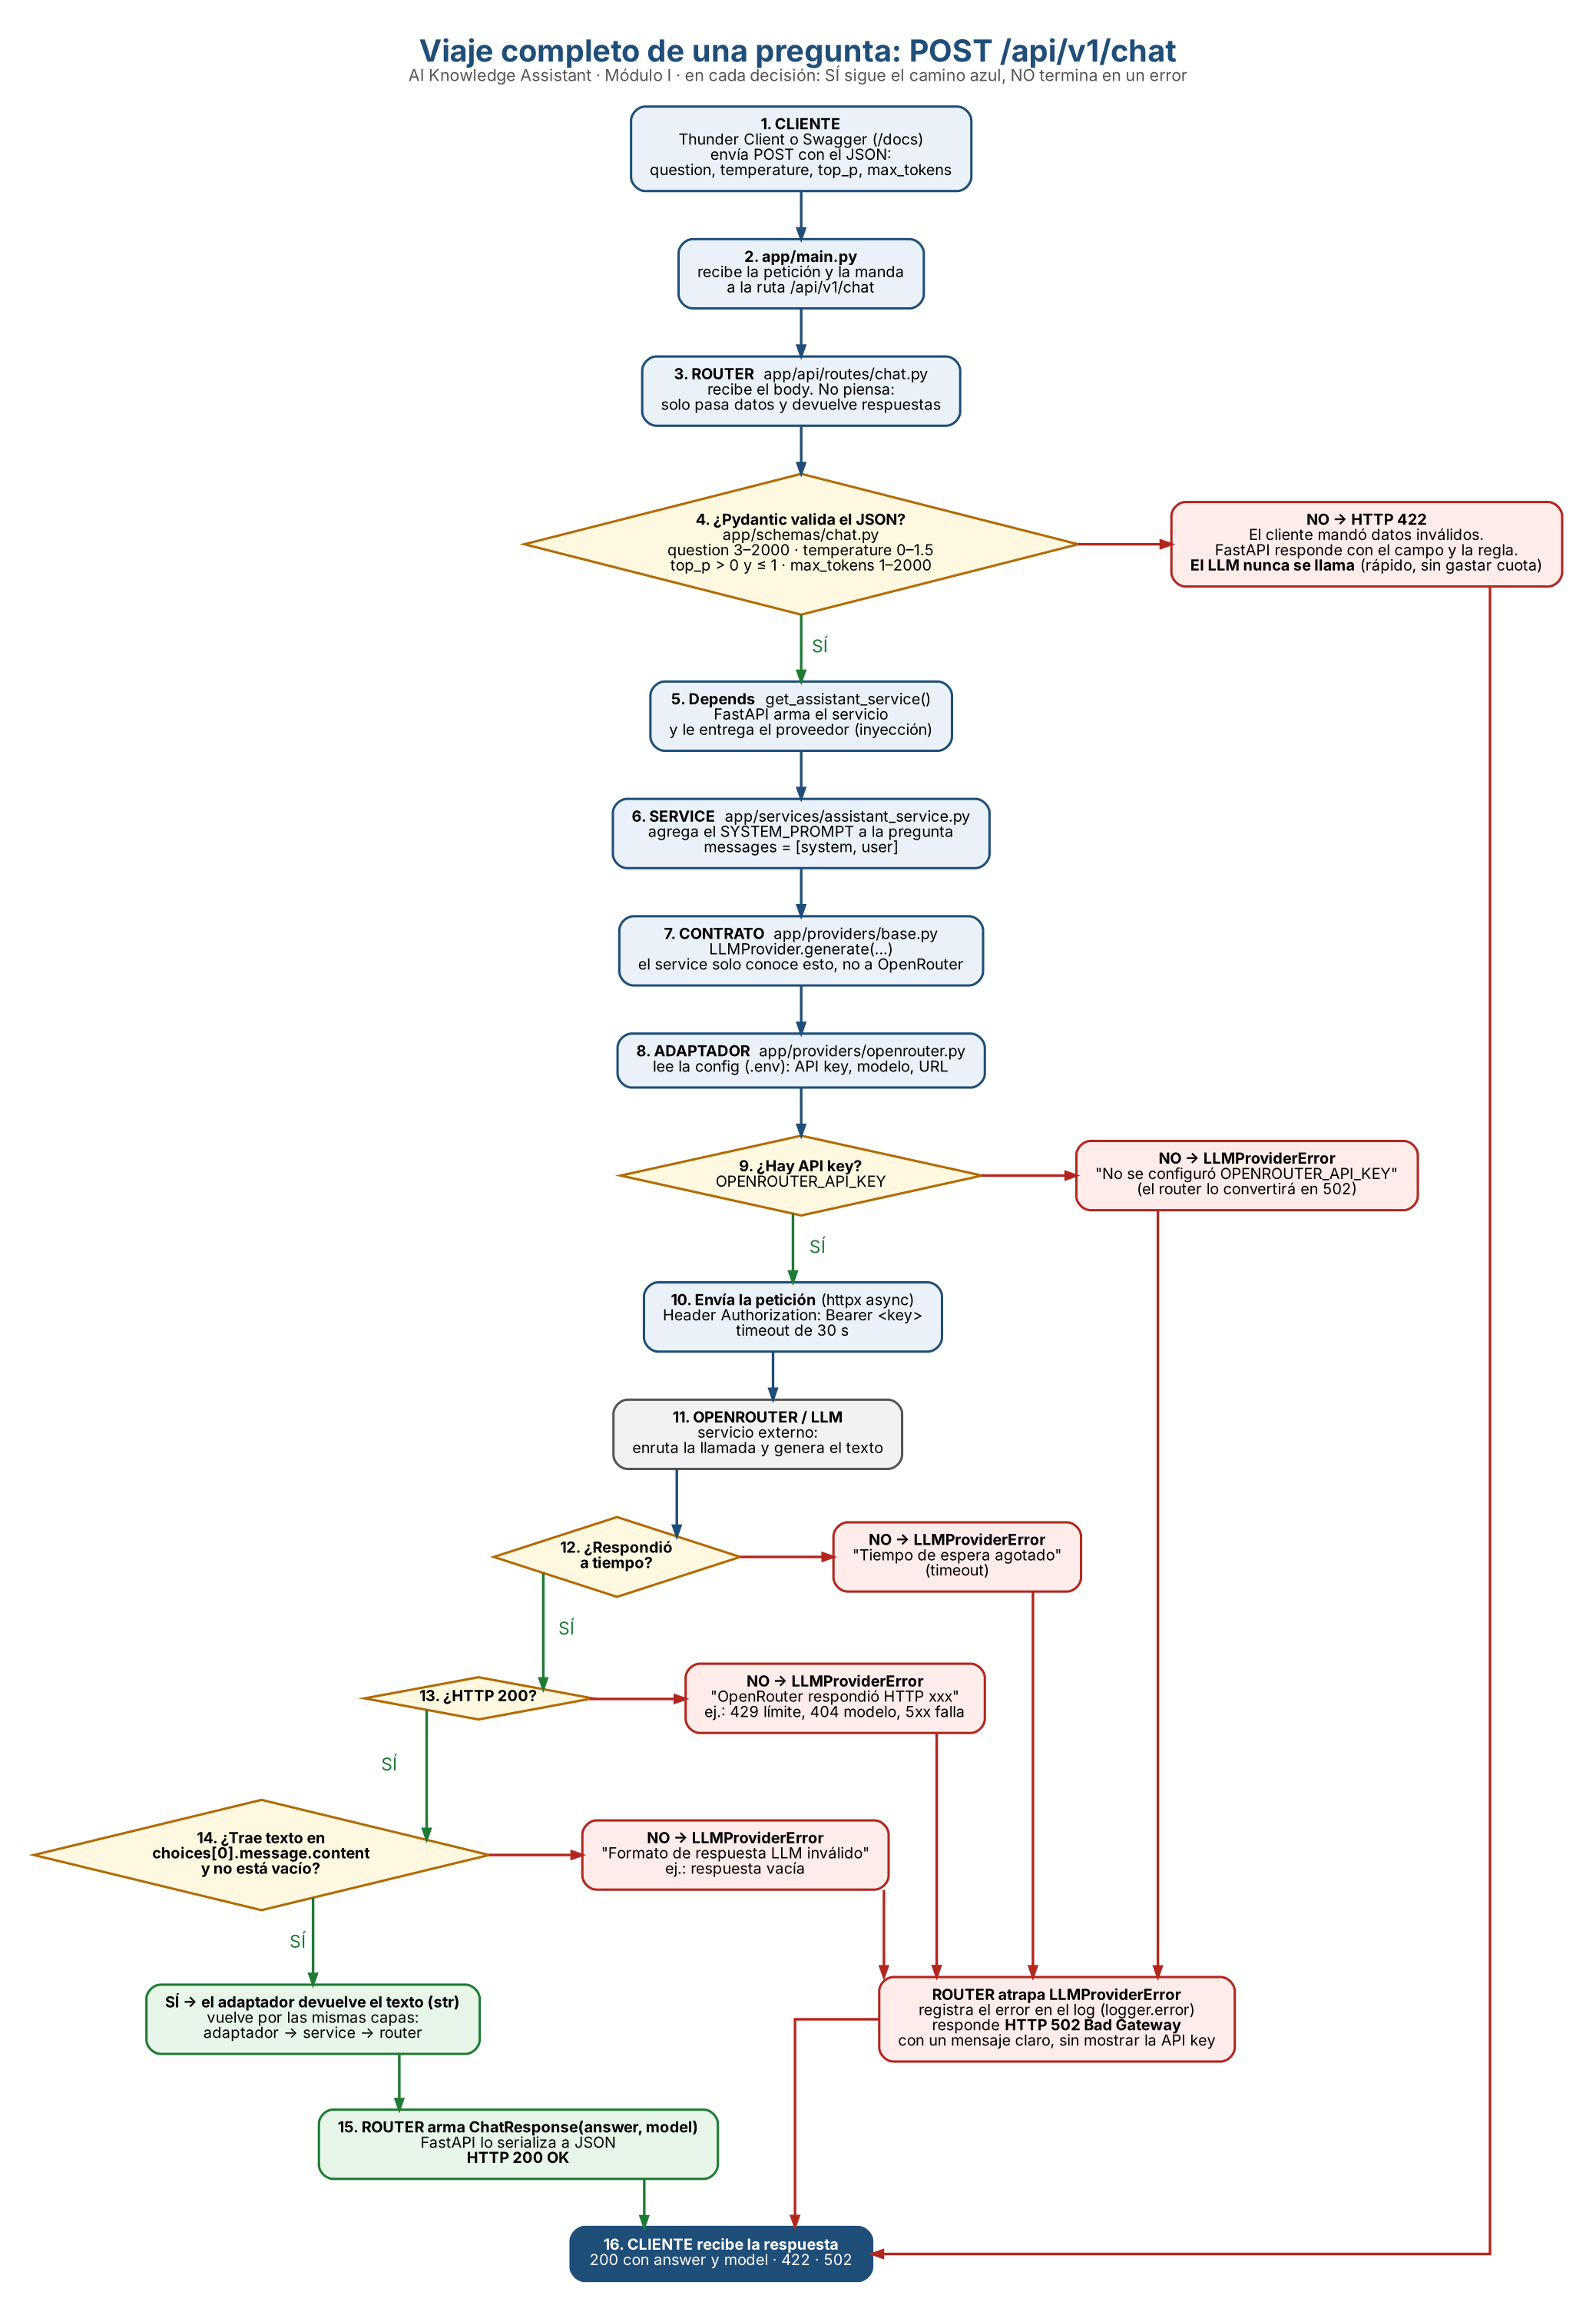 Viaje completo de una pregunta: POST /api/v1/chat
AI Knowledge Assistant · Módulo I · en cada decisión: SÍ sigue el camino azul, NO termina en un error
1. CLIENTE
Thunder Client o Swagger (/docs)
envía POST con el JSON:
question, temperature, top_p, max_tokens
2. app/main.py
recibe la petición y la manda
a la ruta /api/v1/chat
3. ROUTER app/api/routes/chat.py
recibe el body. No piensa:
solo pasa datos y devuelve respuestas
4. ¿Pydantic valida el JSON?
app/schemas/chat.py
question 3–2000 · temperature 0–1.5
top_p > 0 y ≤ 1 · max_tokens 1–2000
NO → HTTP 422
El cliente mandó datos inválidos.
FastAPI responde con el campo y la regla.
El LLM nunca se llama (rápido, sin gastar cuota)
SÍ
5. Depends get_assistant_service()
FastAPI arma el servicio
y le entrega el proveedor (inyección)
6. SERVICE app/services/assistant_service.py
agrega el SYSTEM_PROMPT a la pregunta
messages = [system, user]
7. CONTRATO app/providers/base.py
LLMProvider.generate(...)
el service solo conoce esto, no a OpenRouter
8. ADAPTADOR app/providers/openrouter.py
lee la config (.env): API key, modelo, URL
9. ¿Hay API key?
OPENROUTER_API_KEY
NO → LLMProviderError
"No se configuró OPENROUTER_API_KEY"
(el router lo convertirá en 502)
SÍ
10. Envía la petición (httpx async)
Header Authorization: Bearer <key>
timeout de 30 s
11. OPENROUTER / LLM
servicio externo:
enruta la llamada y genera el texto
12. ¿Respondió
a tiempo?
NO → LLMProviderError
"Tiempo de espera agotado"
(timeout)
SÍ
13. ¿HTTP 200?
NO → LLMProviderError
"OpenRouter respondió HTTP xxx"
ej.: 429 límite, 404 modelo, 5xx falla
SÍ
14. ¿Trae texto en
choices[0].message.content
y no está vacío?
NO → LLMProviderError
"Formato de respuesta LLM inválido"
ej.: respuesta vacía
SÍ
SÍ → el adaptador devuelve el texto (str)
vuelve por las mismas capas:
adaptador → service → router
ROUTER atrapa LLMProviderError
registra el error en el log (logger.error)
responde HTTP 502 Bad Gateway
con un mensaje claro, sin mostrar la API key
15. ROUTER arma ChatResponse(answer, model)
FastAPI lo serializa a JSON
HTTP 200 OK
16. CLIENTE recibe la respuesta
200 con answer y model · 422 · 502